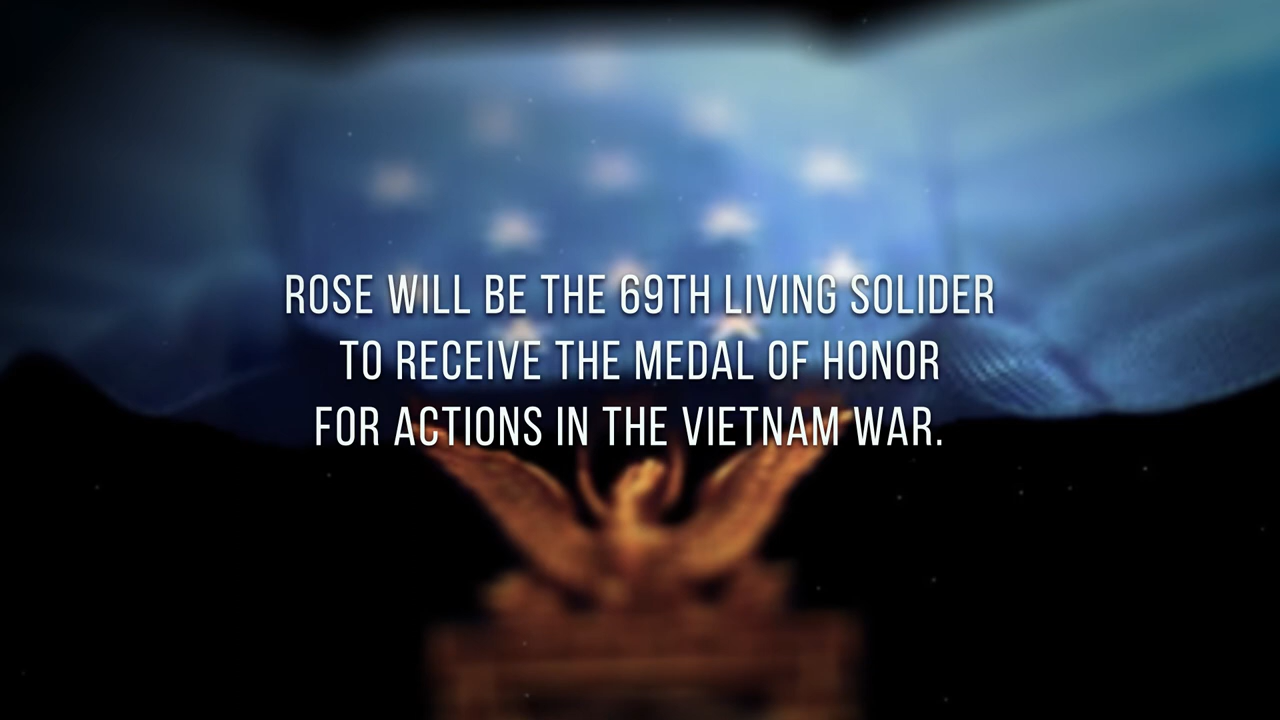 ROSE WILL BE THE 69TH LIVING SOLIDER
TO RECEIVE THE MEDAL OF HONOR
FOR ACTIONS IN THE VIETNAM WAR.